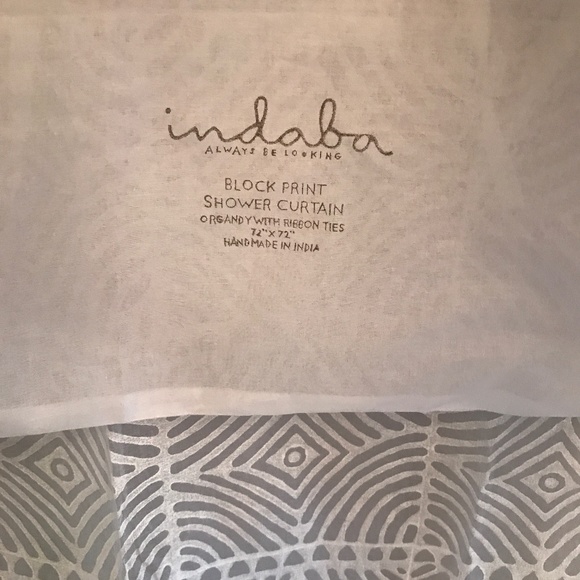 indaba
ALWAYS BE LOOKING
BLOCK PRINT
SHOWER CURTAIN
ORGANDY WITH RIBBON TIES
72" X 72"
HANDMADE IN INDIA